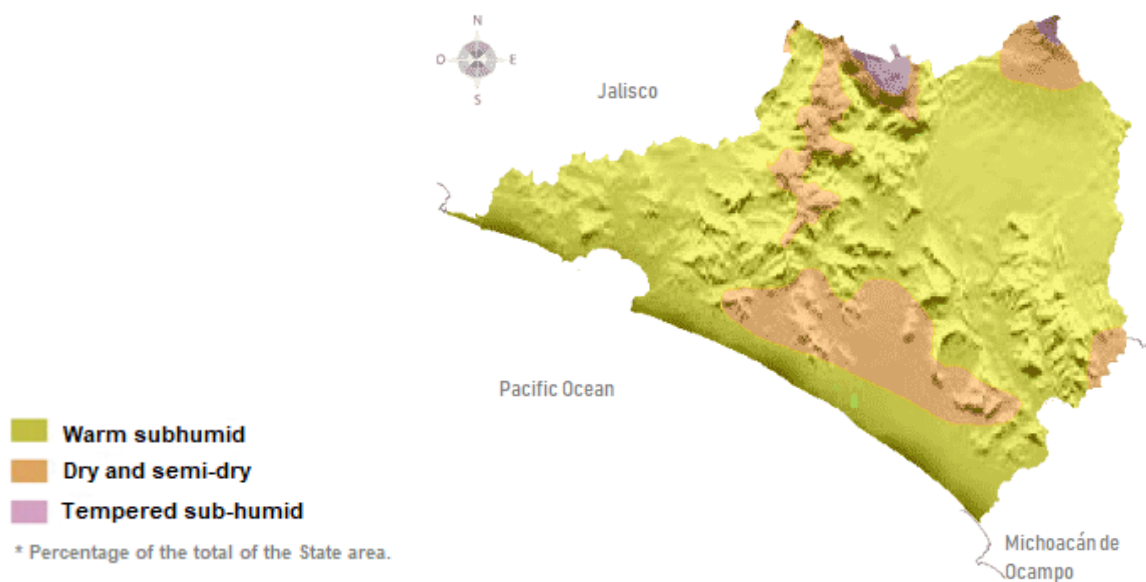 N
O
E
S
Jalisco
Pacific Ocean
Warm subhumid
Dry and semi-dry
Tempered sub-humid
* Percentage of the total of the State area.
Michoacán de
Ocampo